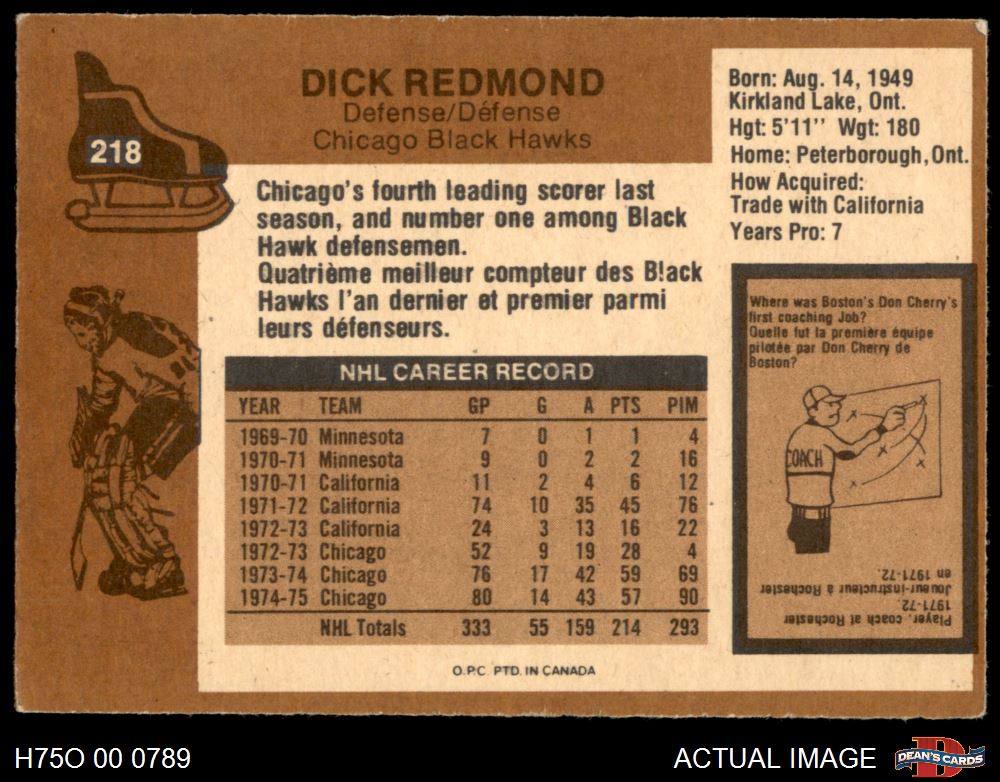 218
DICK REDMOND
Defense/Défense
Chicago Black Hawks
Born: Aug. 14, 1949
Kirkland Lake, Ont.
Hgt: 5'11'' Wgt: 180
Home: Peterborough, Ont.
How Acquired:
Trade with California
Years Pro: 7
Chicago's fourth leading scorer last
season, and number one among Black
Hawk defensemen.
Quatrième meilleur compteur des B!ack
Hawks l'an dernier et premier parmi
leurs défenseurs.
NHL CAREER RECORD
YEAR TEAM GP G A PTS PIM
1969-70 Minnesota 7 0 1 1 4
1970-71 Minnesota 9 0 2 2 16
1970-71 California 11 2 4 6 12
1971-72 California 74 10 35 45 76
1972-73 California 24 3 13 16 22
1972-73 Chicago 52 9 19 28 4
1973-74 Chicago 76 17 42 59 69
1974-75 Chicago 80 14 43 57 90
NHL Totals 333 55 159 214 293
O.P.C. PTD. IN CANADA
Where was Boston's Don Cherry's
first coaching Job?
Quelle fut la première équipe
pilotée par Don Cherry de
Boston?
COACH
Player, coach at Rochester
1971-72.
Joueur-instructeur à Rochester
en 1971-72.
H75O 00 0789
ACTUAL IMAGE
D
DEAN'S CARDS